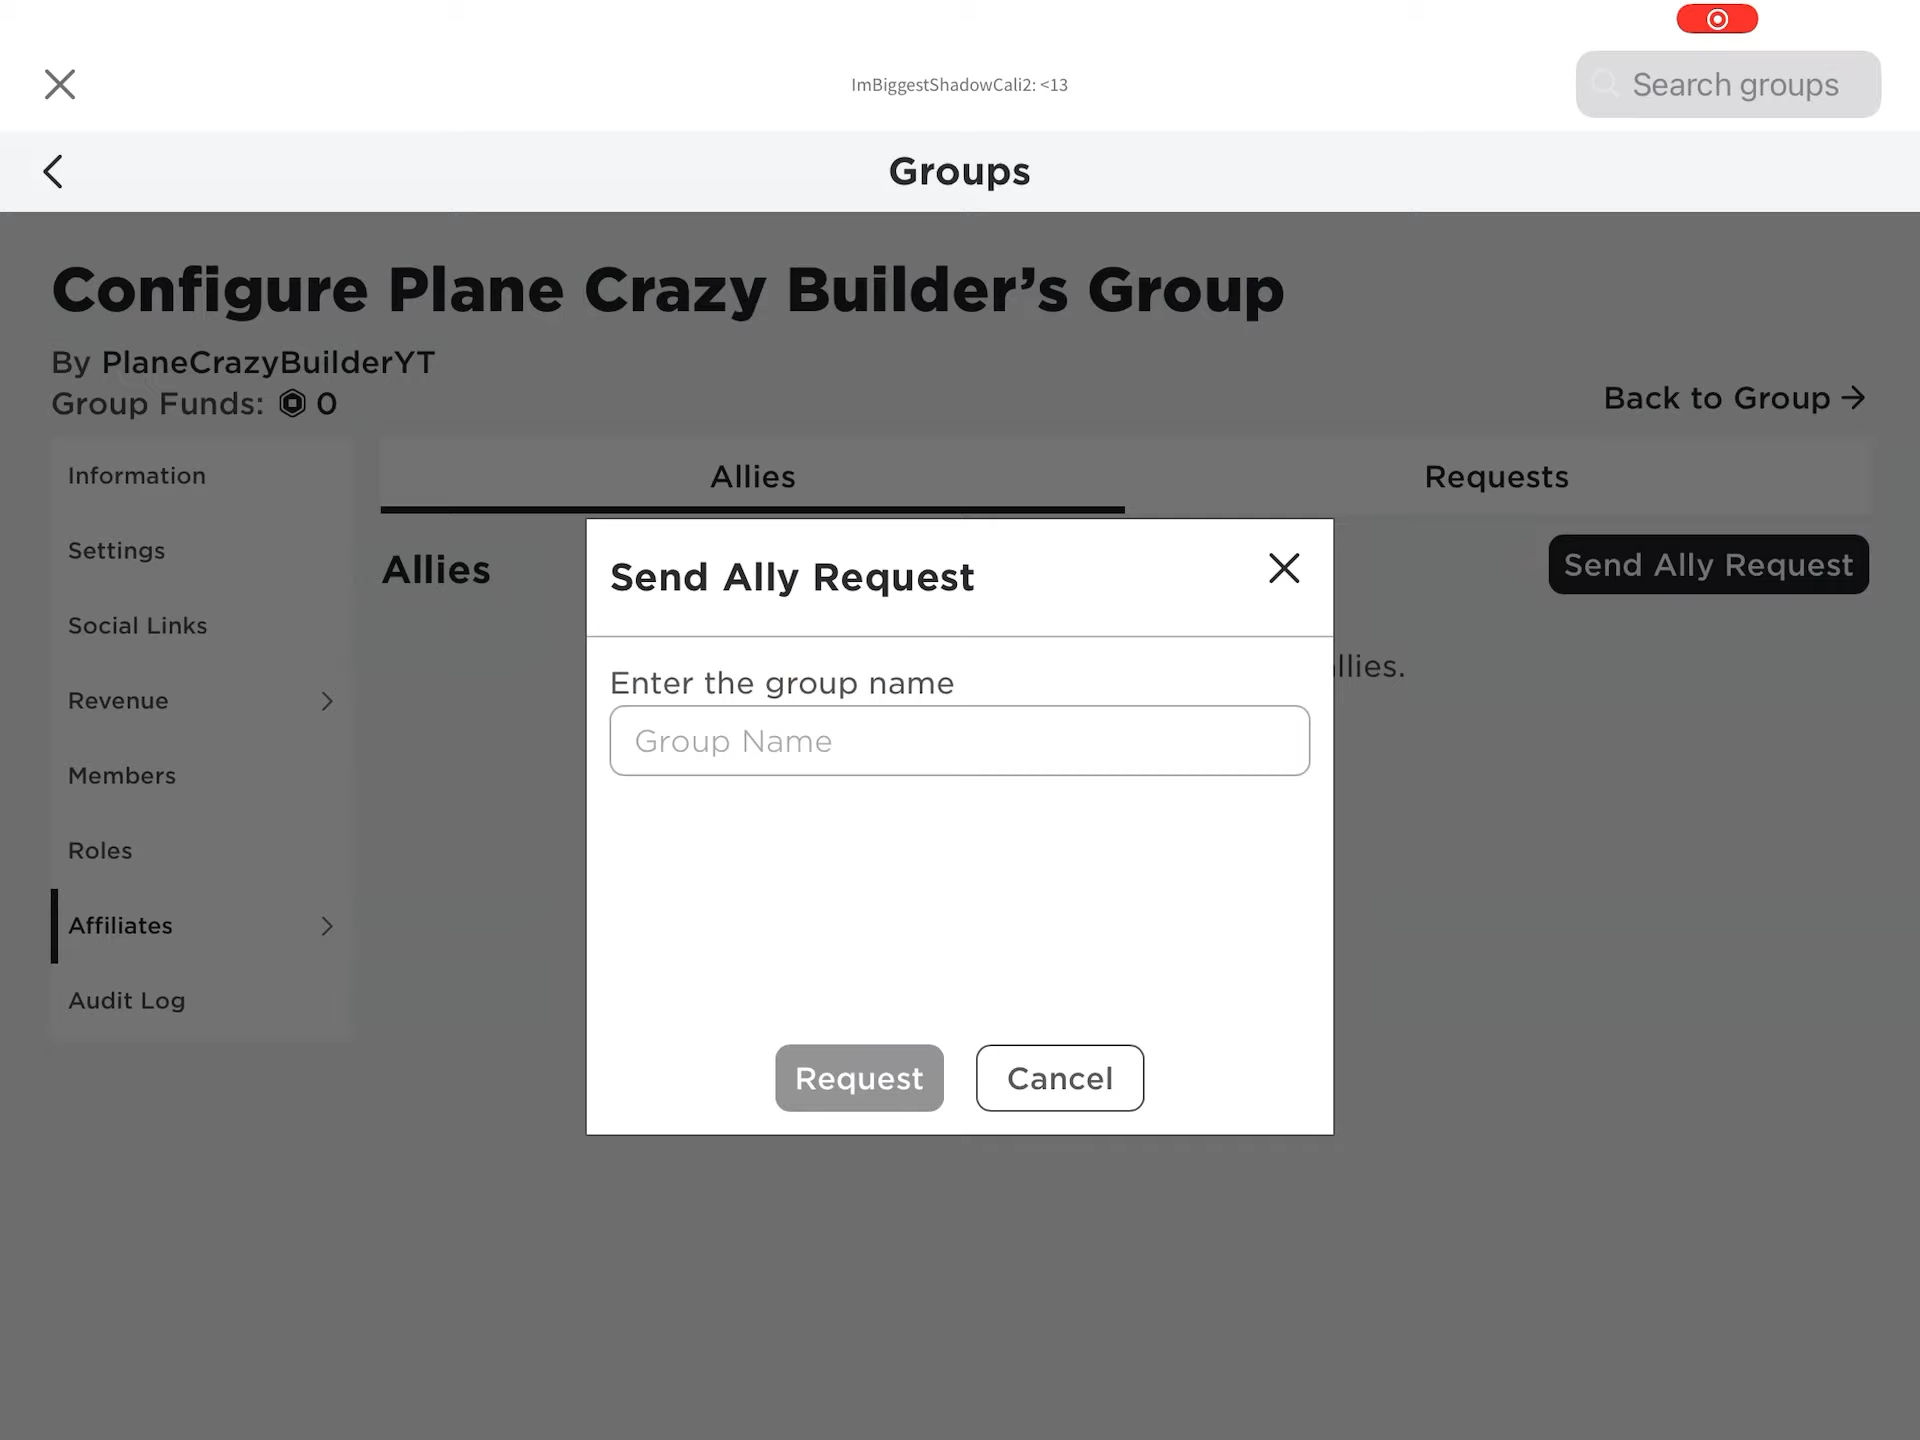 ImBiggestShadowCali2: <13
Search groups
Groups
Configure Plane Crazy Builder’s Group
By PlaneCrazyBuilderYT
Group Funds: 0
Back to Group
Information
Settings
Social Links
Revenue
Members
Roles
Affiliates
Audit Log
Allies
Requests
Allies
Send Ally Request
llies.
Send Ally Request
Enter the group name
Group Name
Request
Cancel